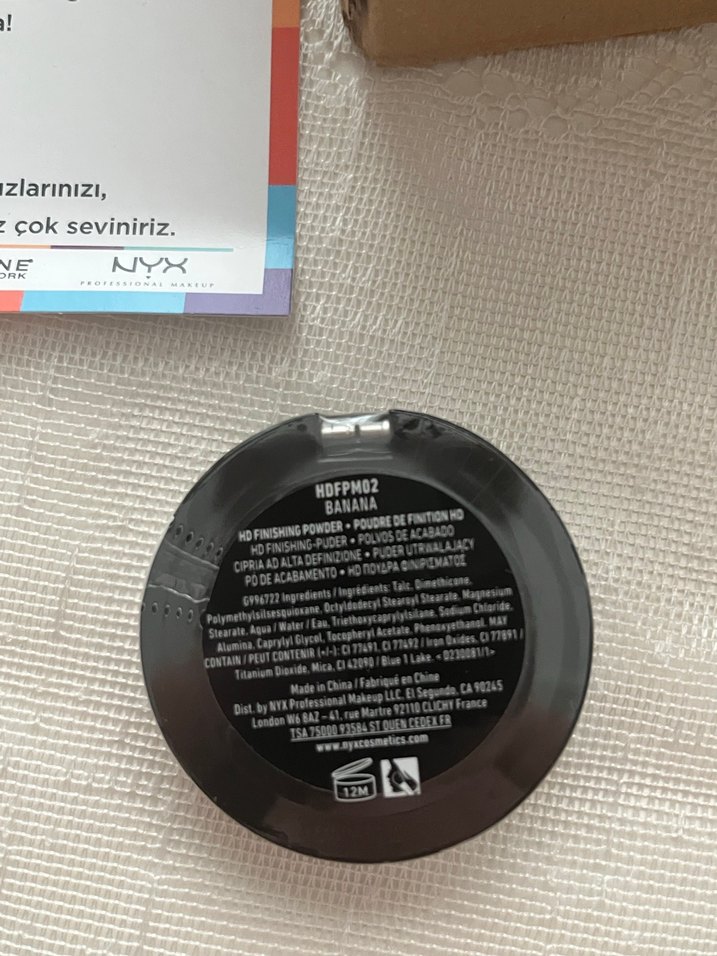 a!
ızlarınızı,
z çok seviniriz.
NE
ORK
NYX
PROFESSIONAL MAKEUP
HDFPM02
BANANA
HD FINISHING POWDER • POUDRE DE FINITION HD
HD FINISHING-PUDER • POLVOS DE ACABADO
CIPRIA AD ALTA DEFINIZIONE • PUDER UTRWALAJĄCY
PÓ DE ACABAMENTO • HD ΠΟΥΔΡΑ ΦΙΝΙΡΙΣΜΑΤΟΣ
G996722 Ingredients / Ingrédients: Talc, Dimethicone,
Polymethylsilsesquioxane, Octyldodecyl Stearoyl Stearate, Magnesium
Stearate, Aqua / Water / Eau, Triethoxycaprylylsilane, Sodium Chloride,
Alumina, Caprylyl Glycol, Tocopheryl Acetate, Phenoxyethanol. MAY
CONTAIN / PEUT CONTENIR (+/-): CI 77491, CI 77492 / Iron Oxides, CI 77891 /
Titanium Dioxide, Mica, CI 42090 / Blue 1 Lake. < D230081/1>
Made in China / Fabriqué en Chine
Dist. by NYX Professional Makeup LLC. El Segundo, CA 90245
London W6 8AZ – 41, rue Martre 92110 CLICHY France
TSA 75000 93584 ST OUEN CEDEX FR
www.nyxcosmetics.com
12M